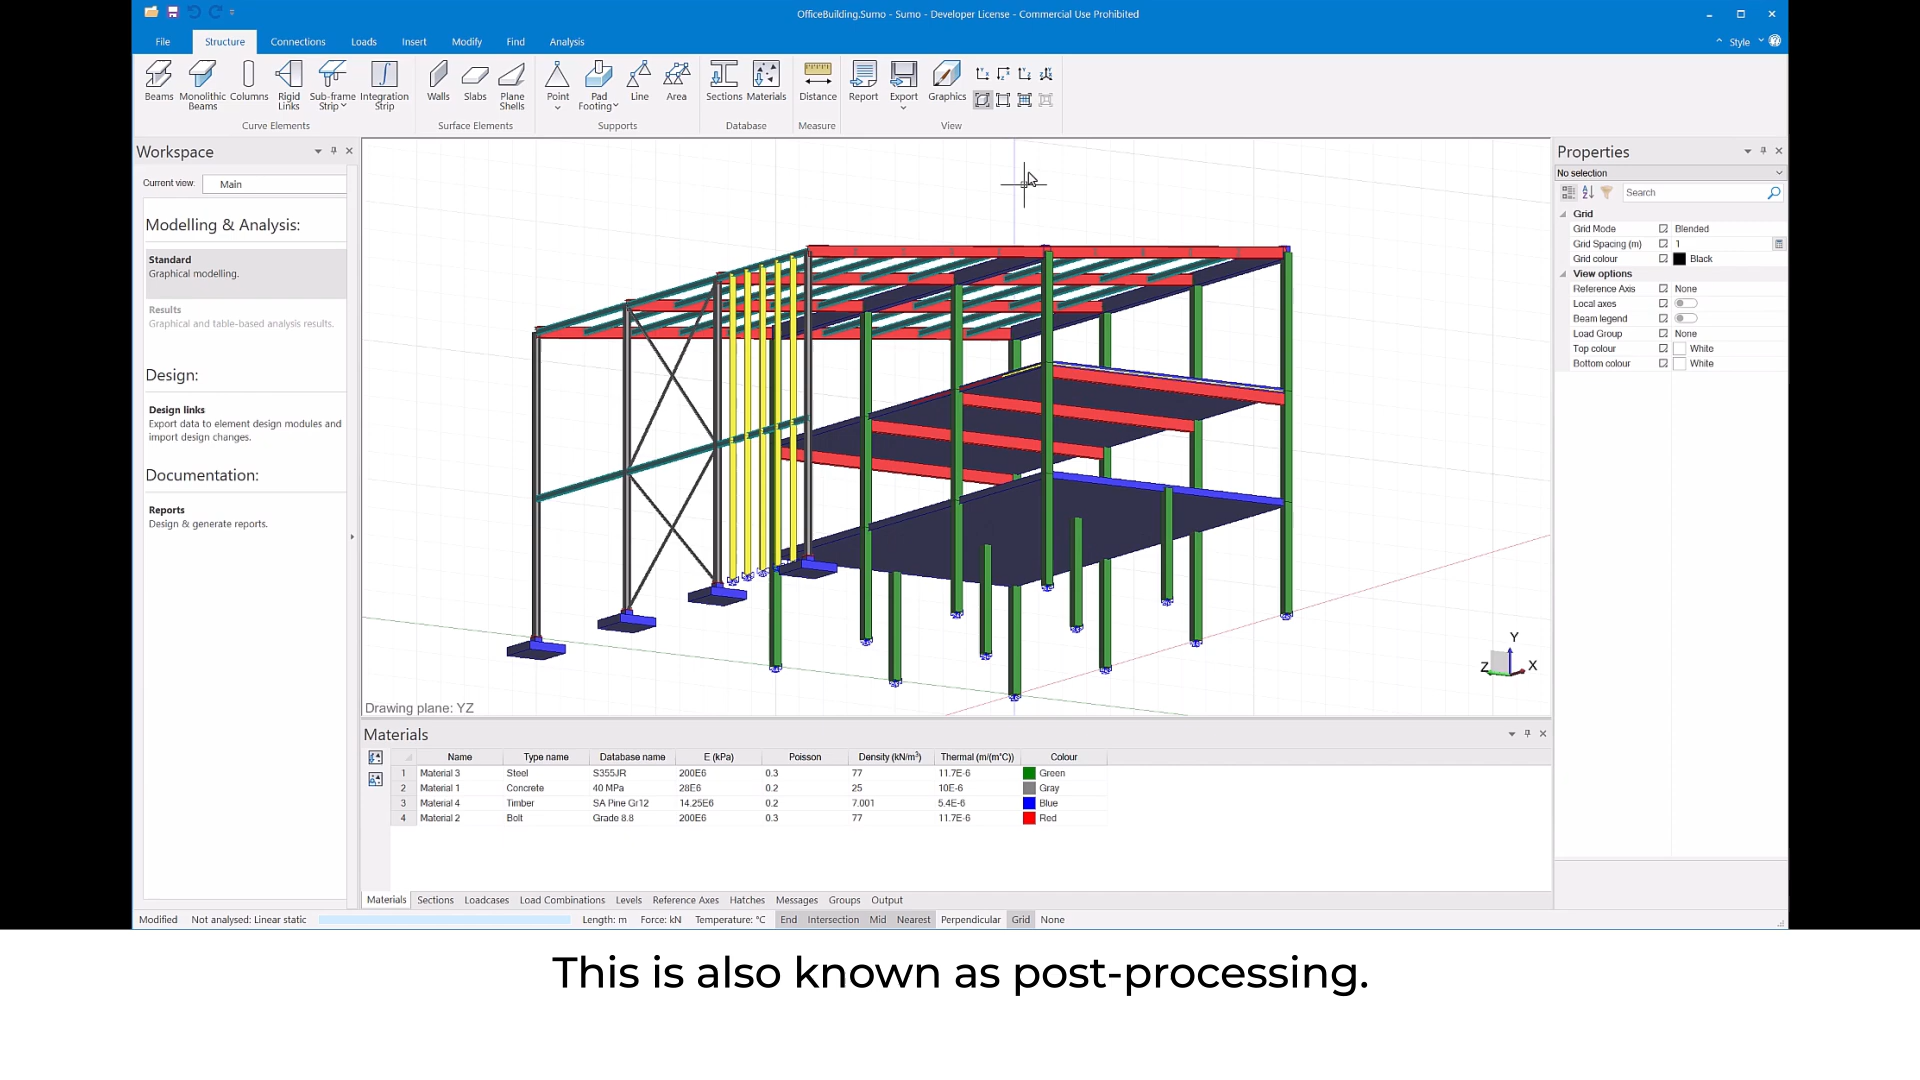 OfficeBuilding.Sumo - Sumo - Developer License - Commercial Use Prohibited
File Structure Connections Loads Insert Modify Find Analysis Style
Beams Monolithic Beams Columns Rigid Links Sub-frame Strip Integration Strip Walls Slabs Plane Shells Point Pad Footing Line Area Sections Materials Distance Report Export Graphics
Curve Elements Surface Elements Supports Database Measure View
Workspace
Current view: Main
Modelling & Analysis:
Standard
Graphical modelling.
Results
Graphical and table-based analysis results.
Design:
Design links
Export data to element design modules and
import design changes.
Documentation:
Reports
Design & generate reports.
Drawing plane: YZ
Y
Z
X
Properties
No selection
Search
Grid
Grid Mode Blended
Grid Spacing (m) 1
Grid colour Black
View options
Reference Axis None
Local axes
Beam legend
Load Group None
Top colour White
Bottom colour White
Materials
Name Type name Database name E (kPa) Poisson Density (kN/m³) Thermal (m/(m°C)) Colour
1 Material 3 Steel S355JR 200E6 0.3 77 11.7E-6 Green
2 Material 1 Concrete 40 MPa 28E6 0.2 25 10E-6 Gray
3 Material 4 Timber SA Pine Gr12 14.25E6 0.2 7.001 5.4E-6 Blue
4 Material 2 Bolt Grade 8.8 200E6 0.3 77 11.7E-6 Red
Materials Sections Loadcases Load Combinations Levels Reference Axes Hatches Messages Groups Output
Modified Not analysed: Linear static Length: m Force: kN Temperature: °C End Intersection Mid Nearest Perpendicular Grid None
This is also known as post-processing.